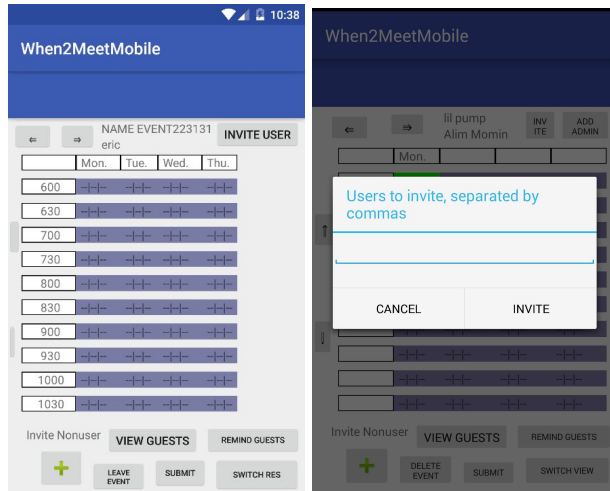 10:38
When2MeetMobile
⇐
⇒
NAME EVENT223131
eric
INVITE USER
Mon. Tue. Wed. Thu.
600 --|-|-- --|-|-- --|-|-- --|-|--
630 --|-|-- --|-|-- --|-|-- --|-|--
700 --|-|-- --|-|-- --|-|-- --|-|--
730 --|-|-- --|-|-- --|-|-- --|-|--
800 --|-|-- --|-|-- --|-|-- --|-|--
830 --|-|-- --|-|-- --|-|-- --|-|--
900 --|-|-- --|-|-- --|-|-- --|-|--
930 --|-|-- --|-|-- --|-|-- --|-|--
1000 --|-|-- --|-|-- --|-|-- --|-|--
1030 --|-|-- --|-|-- --|-|-- --|-|--
Invite Nonuser
VIEW GUESTS
REMIND GUESTS
+
LEAVE
EVENT
SUBMIT
SWITCH RES
When2MeetMobile
⇐
⇒
lil pump
Alim Momin
INV
ITE
ADD
ADMIN
Mon.
Users to invite, separated by
commas
CANCEL
INVITE
⇑
⇓
--|-|-- --|-|-- --|-|-- --|-|--
--|-|-- --|-|-- --|-|-- --|-|--
--|-|-- --|-|-- --|-|-- --|-|--
Invite Nonuser
VIEW GUESTS
REMIND GUESTS
+
DELETE
EVENT
SUBMIT
SWITCH VIEW